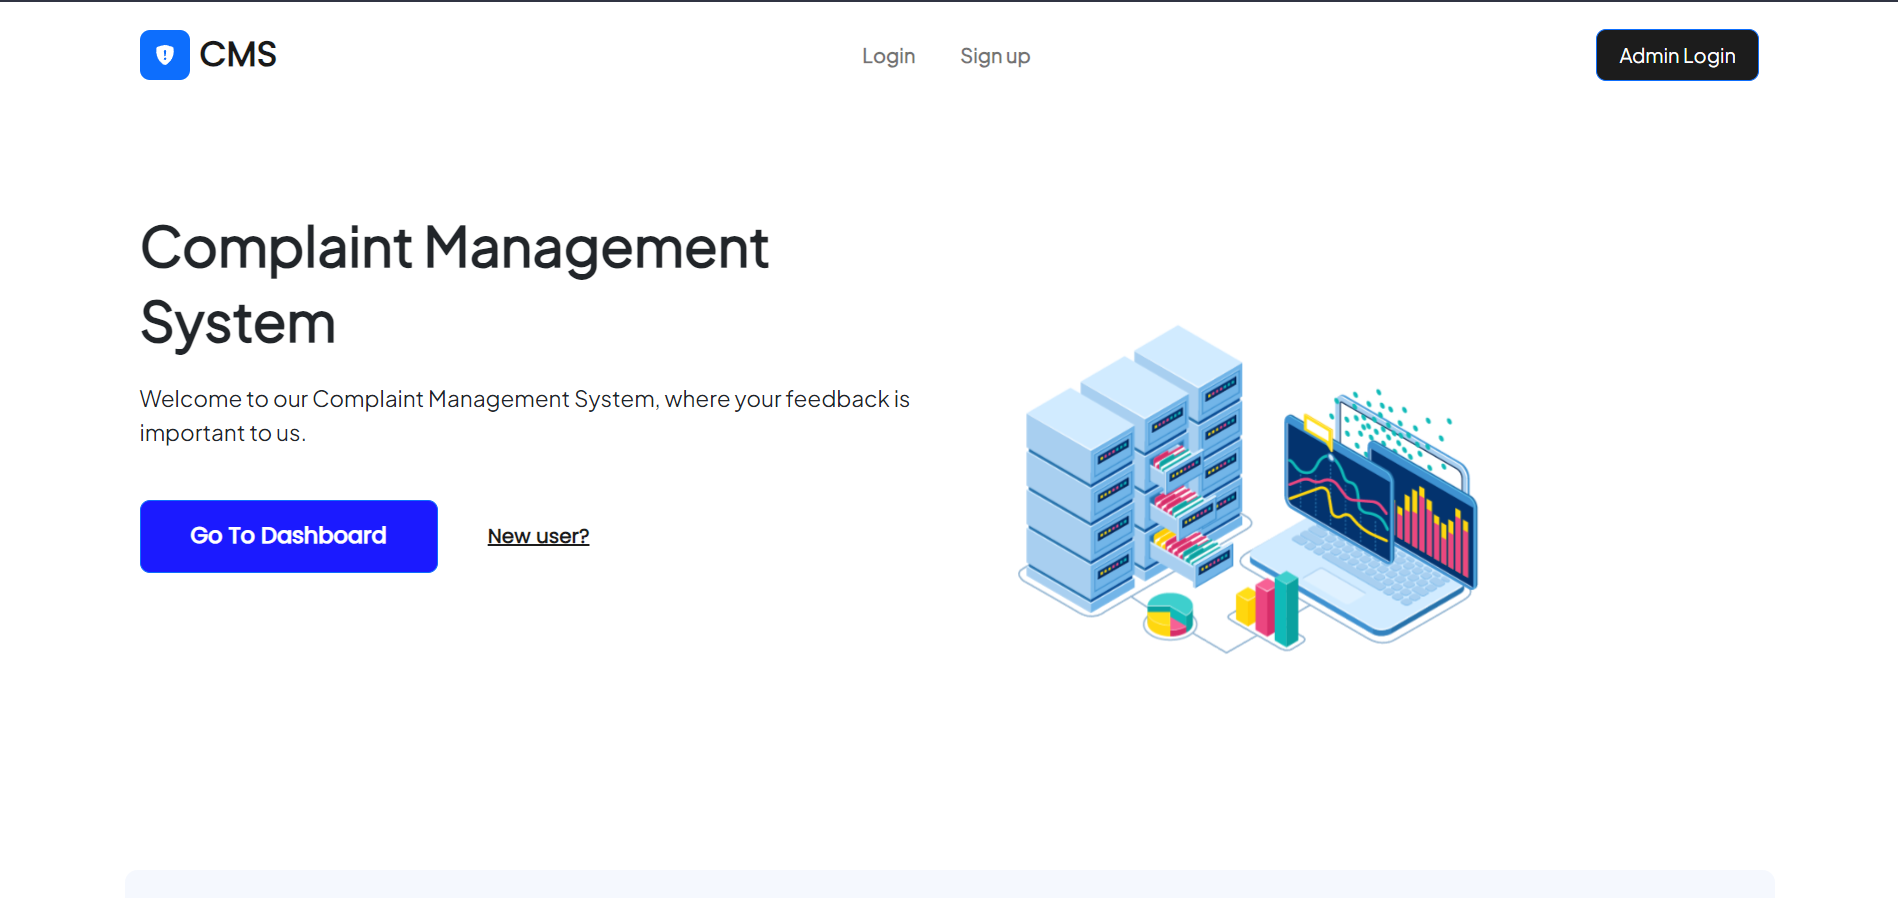 CMS
Login
Sign up
Admin Login
Complaint Management
System
Welcome to our Complaint Management System, where your feedback is
important to us.
Go To Dashboard
New user?